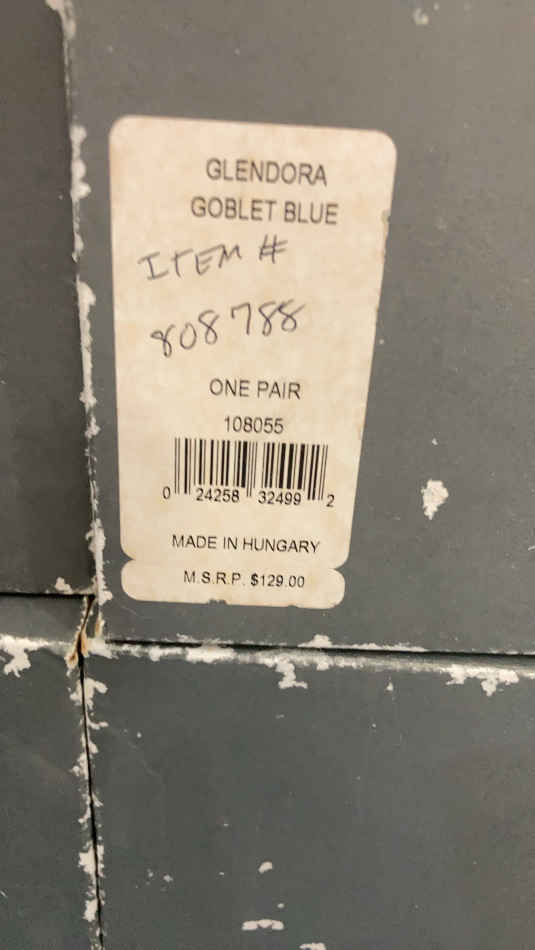 GLENDORA
GOBLET BLUE
ITEM #
808788
ONE PAIR
108055
0 24258 32499 2
MADE IN HUNGARY
M.S.R.P. $129.00